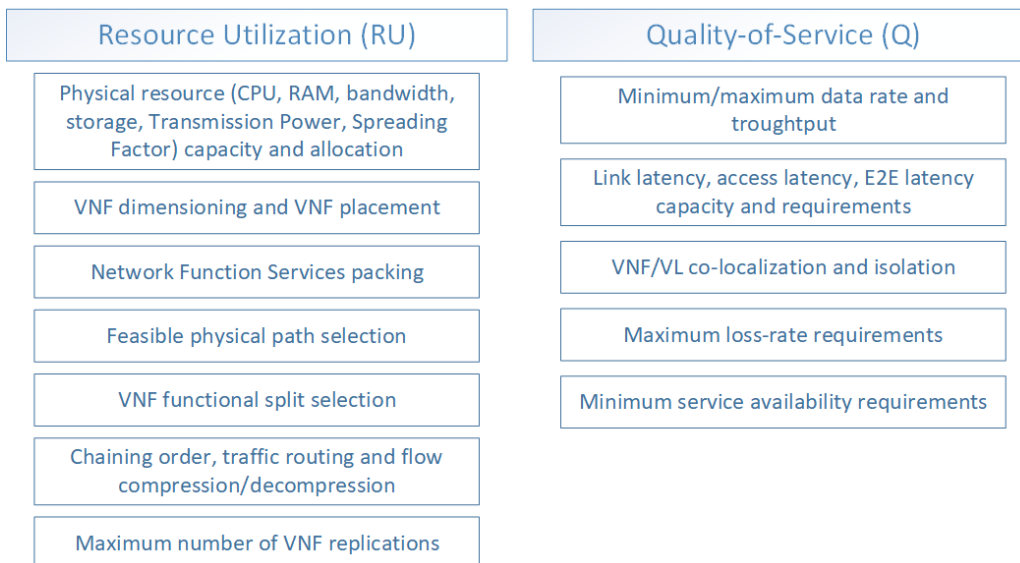 Resource Utilization (RU)
Physical resource (CPU, RAM, bandwidth,
storage, Transmission Power, Spreading
Factor) capacity and allocation
VNF dimensioning and VNF placement
Network Function Services packing
Feasible physical path selection
VNF functional split selection
Chaining order, traffic routing and flow
compression/decompression
Maximum number of VNF replications
Quality-of-Service (Q)
Minimum/maximum data rate and
troughtput
Link latency, access latency, E2E latency
capacity and requirements
VNF/VL co-localization and isolation
Maximum loss-rate requirements
Minimum service availability requirements